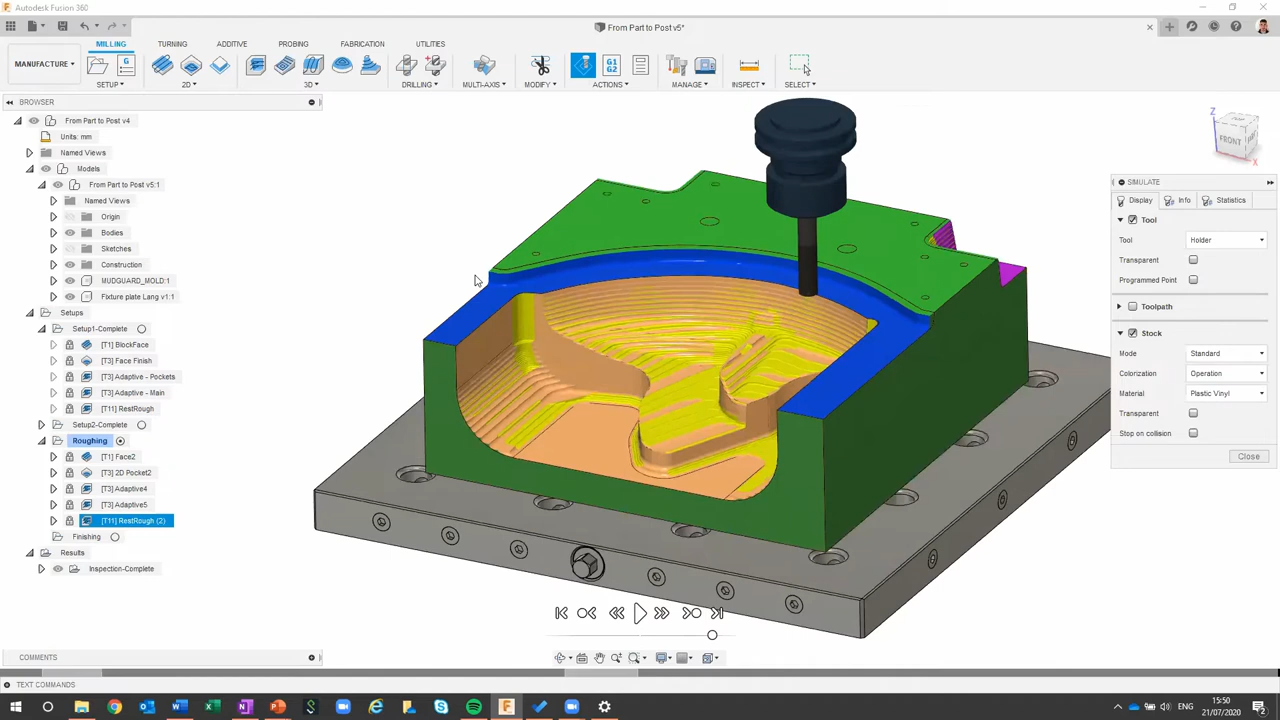 Autodesk Fusion 360
From Part to Post v5*
MILLING
TURNING
ADDITIVE
PROBING
FABRICATION
UTILITIES
MANUFACTURE
SETUP
2D
3D
DRILLING
MULTI-AXIS
MODIFY
ACTIONS
MANAGE
INSPECT
SELECT
G1
G2
BROWSER
From Part to Post v4
Units: mm
Named Views
Models
From Part to Post v5:1
Named Views
Origin
Bodies
Sketches
Construction
MUDGUARD_MOLD:1
Fixture plate Lang v1:1
Setups
Setup1-Complete
[T1] BlockFace
[T3] Face Finish
[T3] Adaptive - Pockets
[T3] Adaptive - Main
[T11] RestRough
Setup2-Complete
Roughing
[T1] Face2
[T3] 2D Pocket2
[T3] Adaptive4
[T3] Adaptive5
[T11] RestRough (2)
Finishing
Results
Inspection-Complete
Z
FRONT
X
SIMULATE
Display
Info
Statistics
Tool
Tool
Holder
Transparent
Programmed Point
Toolpath
Stock
Mode
Standard
Colorization
Operation
Material
Plastic Vinyl
Transparent
Stop on collision
Close
COMMENTS
TEXT COMMANDS
ENG
15:50
21/07/2020